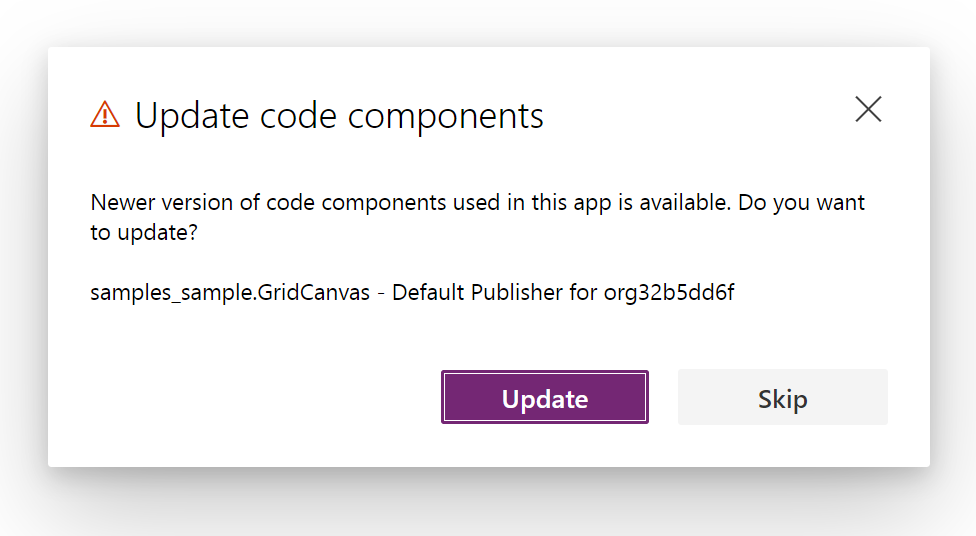 Update code components
Newer version of code components used in this app is available. Do you want
to update?
samples_sample.GridCanvas - Default Publisher for org32b5dd6f
Update
Skip